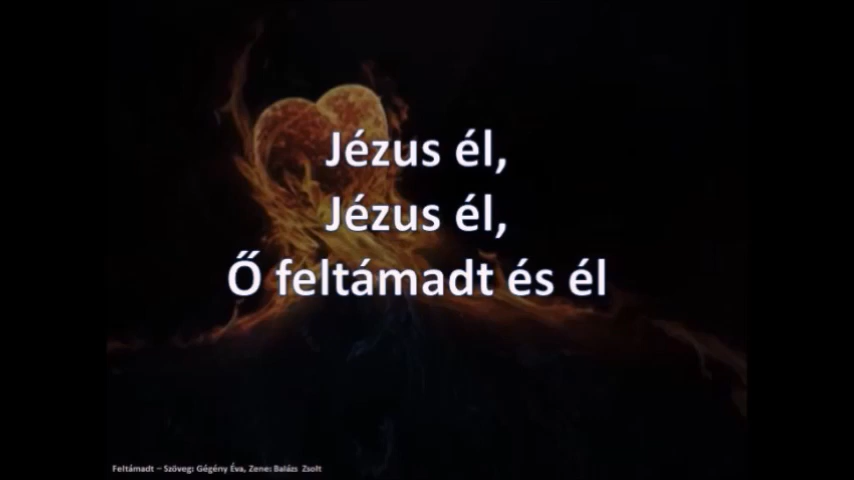 Jézus él,
Jézus él,
Ő feltámadt és él
Feltámadt – Szöveg: Gégény Éva, Zene: Balázs Zsolt